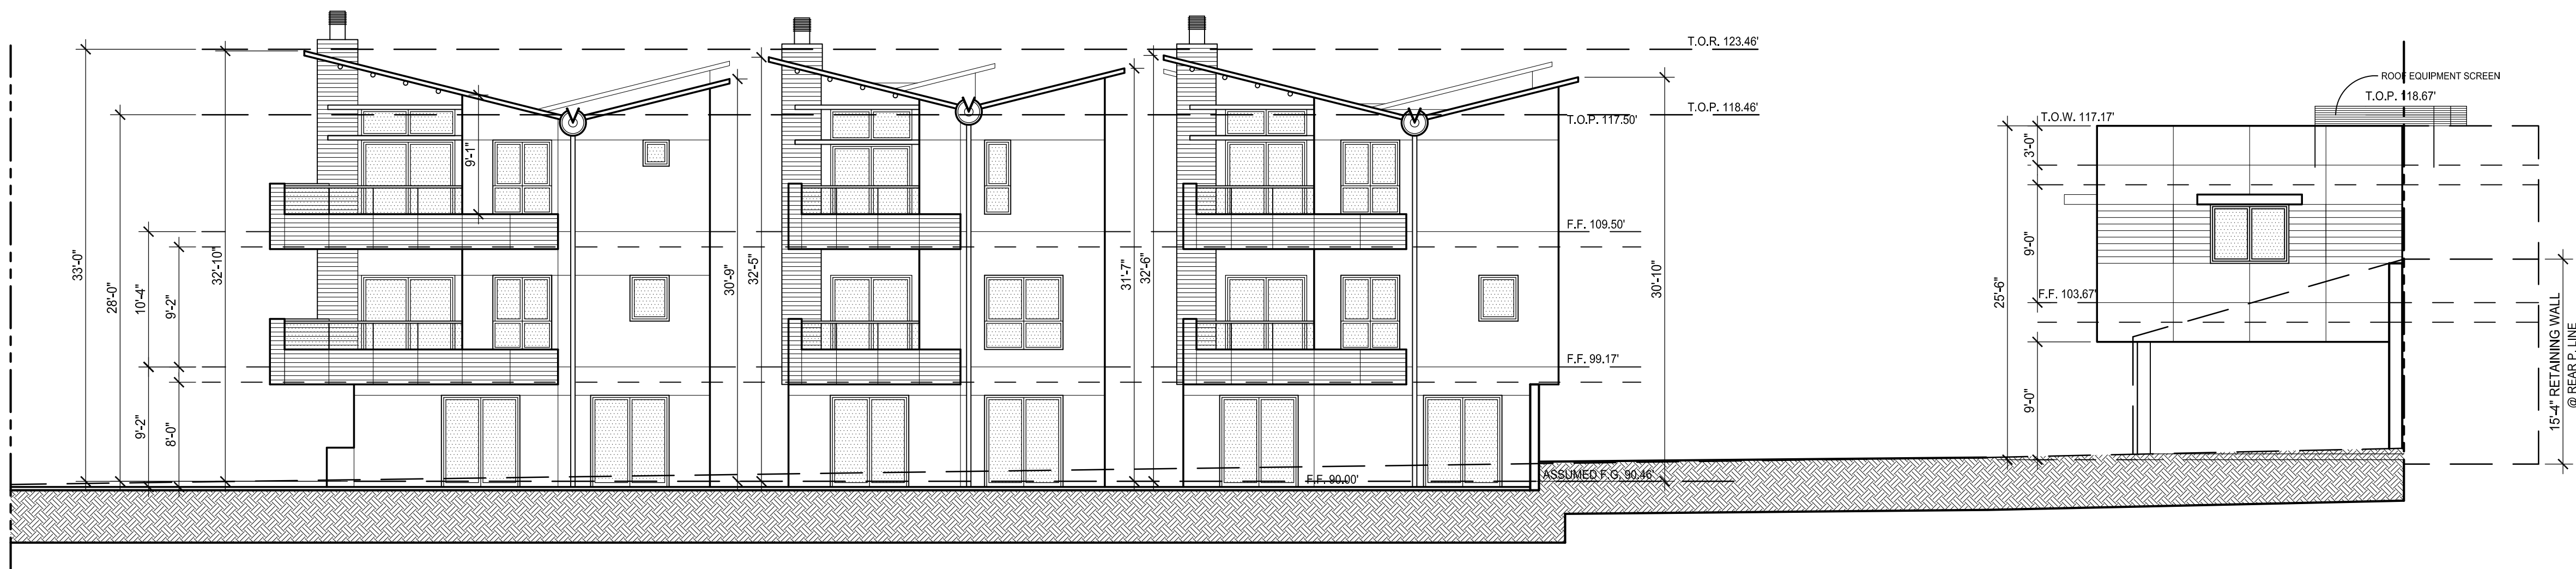 T.O.R. 123.46'
ROOF EQUIPMENT SCREEN
T.O.P. 118.67'
T.O.P. 118.46'
T.O.P. 117.50'
T.O.W. 117.17'
33'-0"
28'-0"
10'-4"
9'-2"
9'-2"
8'-0"
32'-10"
9'-1"
30'-9"
32'-5"
31'-7"
32'-6"
30'-10"
F.F. 109.50'
F.F. 99.17'
F.F. 90.00'
ASSUMED F.G. 90.46'
25'-6"
3'-0"
9'-0"
F.F. 103.67'
9'-0"
15'-4" RETAINING WALL
@ REAR P. LINE